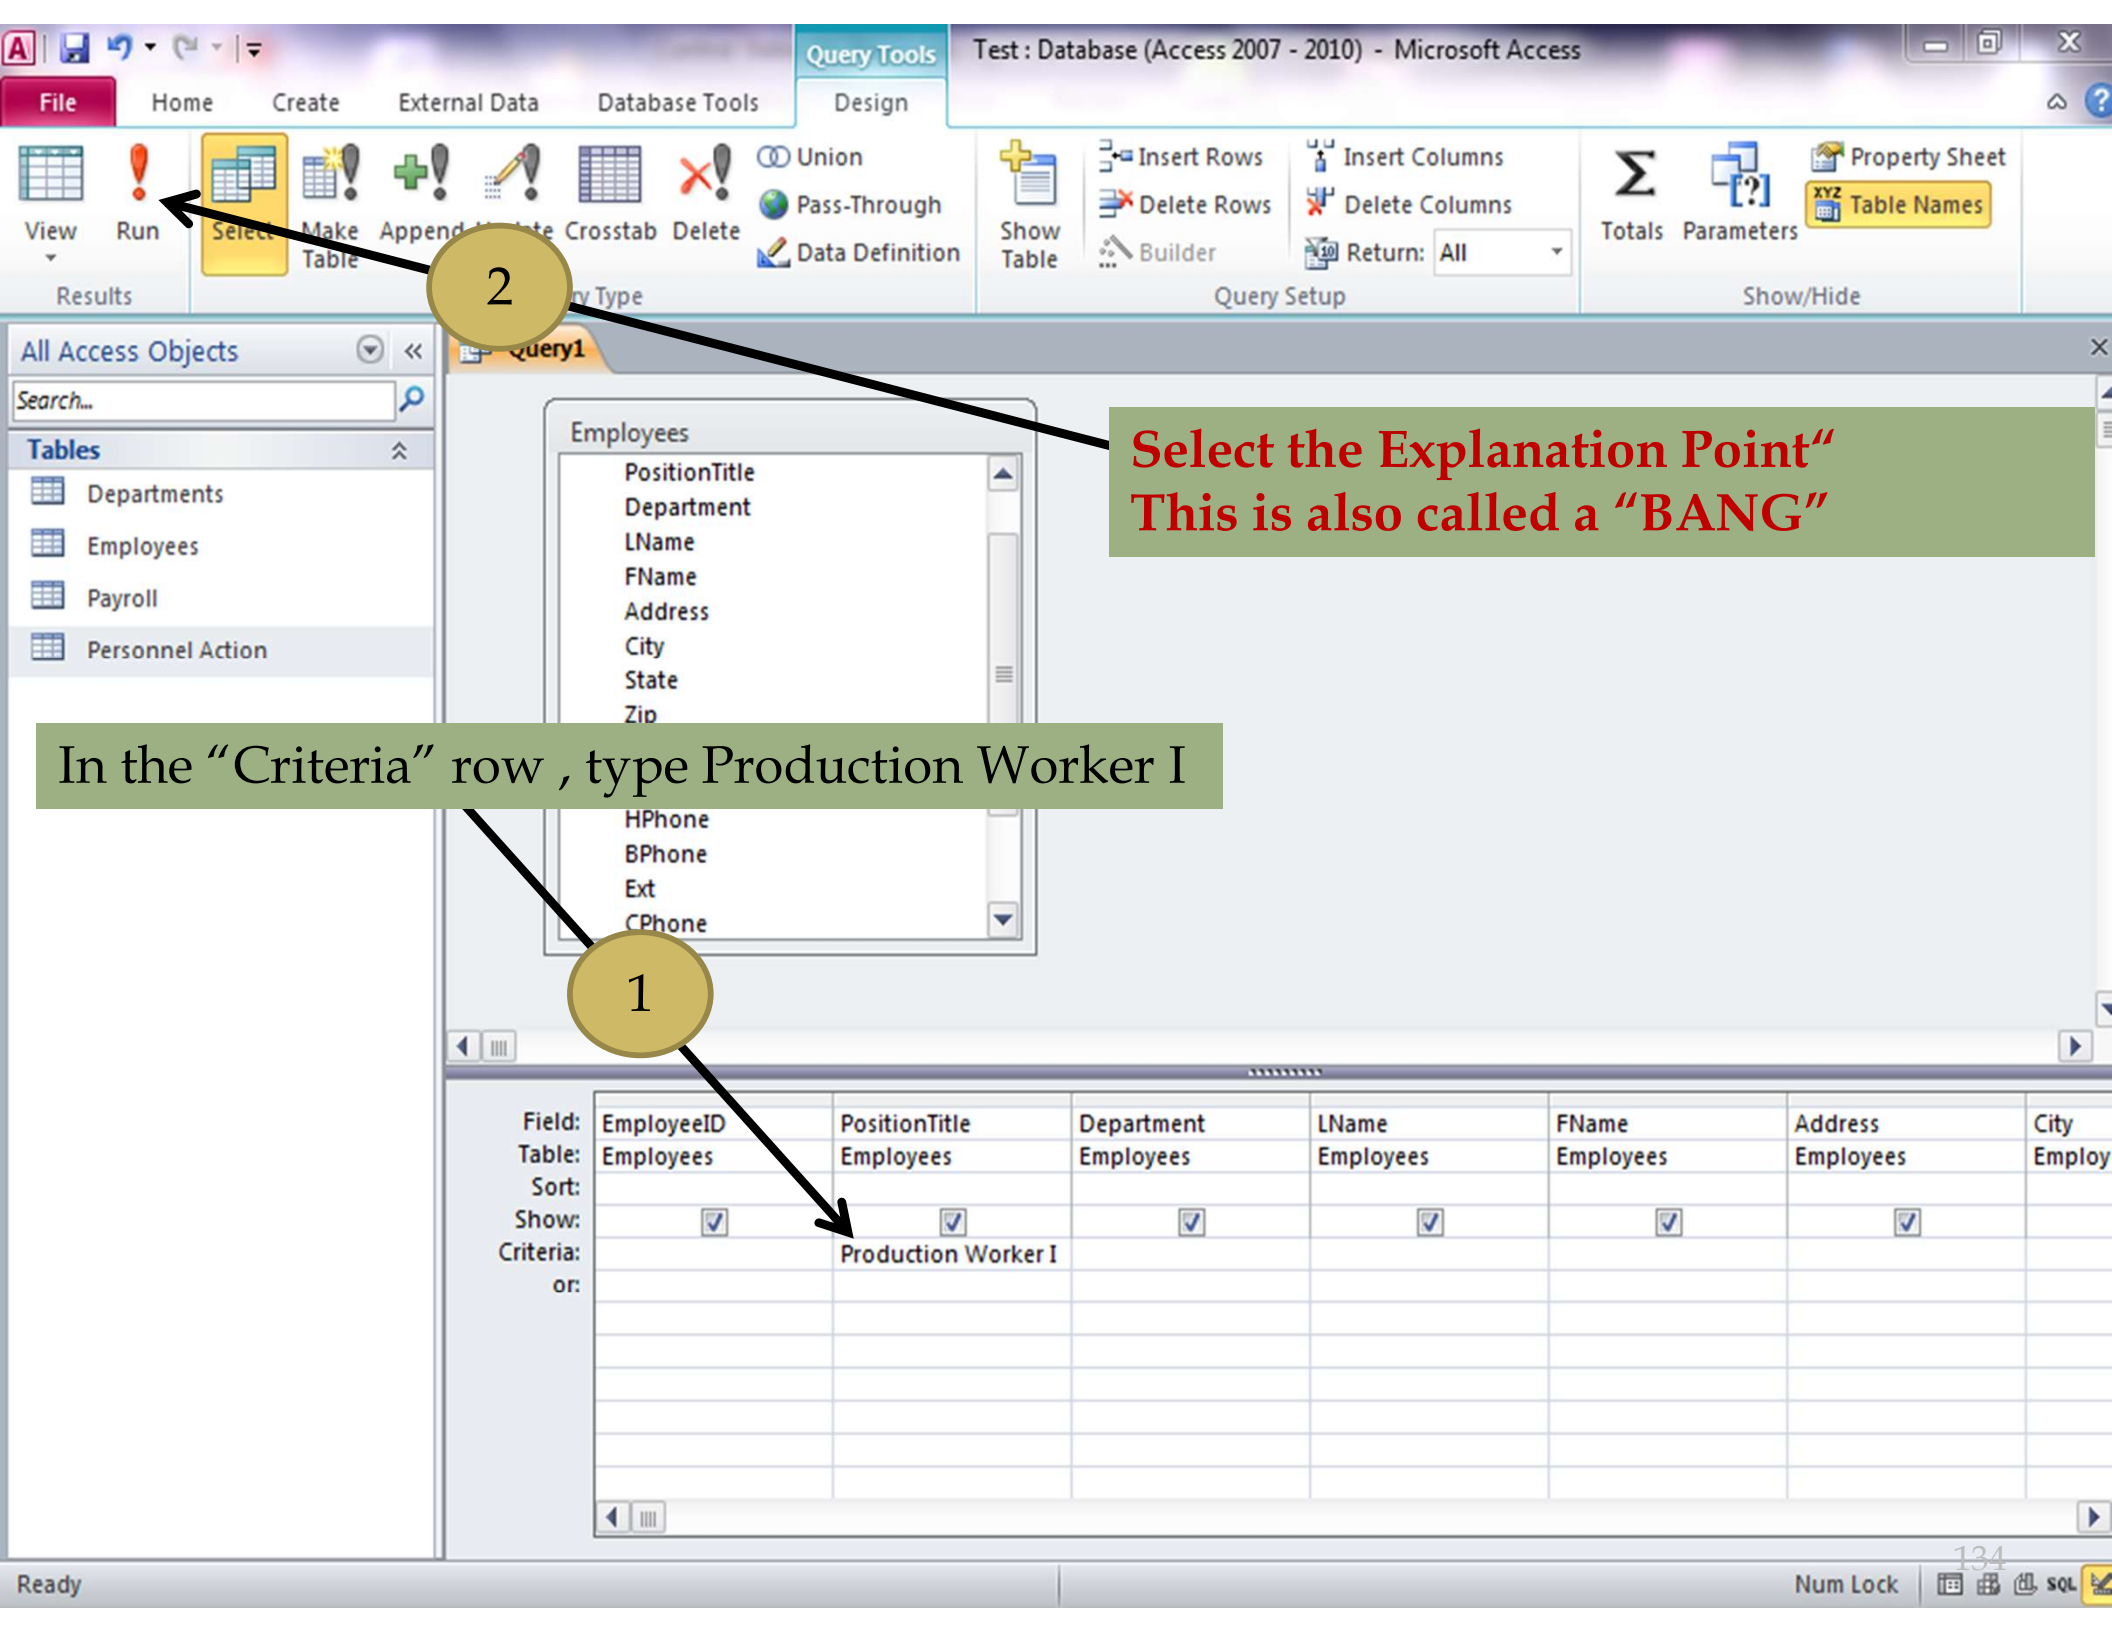 Query Tools
Test : Database (Access 2007 - 2010) - Microsoft Access
File Home Create External Data Database Tools Design
View
Run
Select
Make Table
Append
Crosstab
Delete
Union
Pass-Through
Data Definition
Show Table
Insert Rows
Delete Rows
Builder
Insert Columns
Delete Columns
Return: All
Totals
Parameters
Property Sheet
Table Names
Results
Type
Query Setup
Show/Hide
2
All Access Objects
Search...
Tables
Departments
Employees
Payroll
Personnel Action
Query1
Employees
PositionTitle
Department
LName
FName
Address
City
State
Zip
HPhone
BPhone
Ext
CPhone
Select the Explanation Point“
This is also called a “BANG”
In the “Criteria” row , type Production Worker I
1
Field: EmployeeID PositionTitle Department LName FName Address City
Table: Employees Employees Employees Employees Employees Employees Employ
Sort:
Show:
Criteria: Production Worker I
or:
134
Ready
Num Lock
SQL